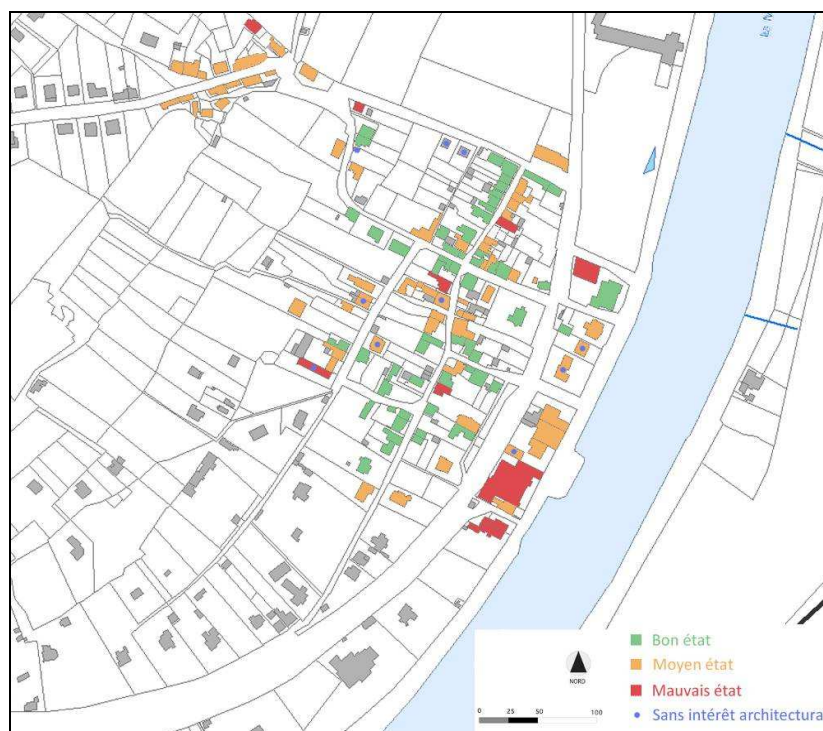 Bon état
Moyen état
NORD
Mauvais état
0 25 50 100
Sans intérêt architectura